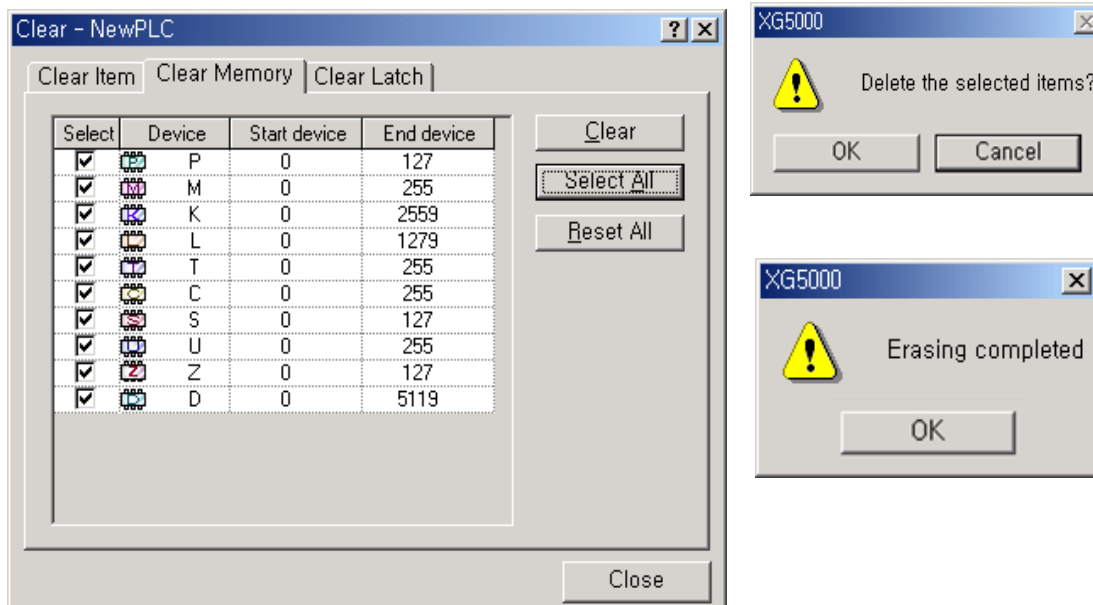 Clear - NewPLC
Clear Item Clear Memory Clear Latch
Select Device Start device End device
P 0 127
M 0 255
K 0 2559
L 0 1279
T 0 255
C 0 255
S 0 127
U 0 255
Z 0 127
D 0 5119
Clear
Select All
Reset All
Close
XG5000
Delete the selected items?
OK Cancel
XG5000
Erasing completed
OK